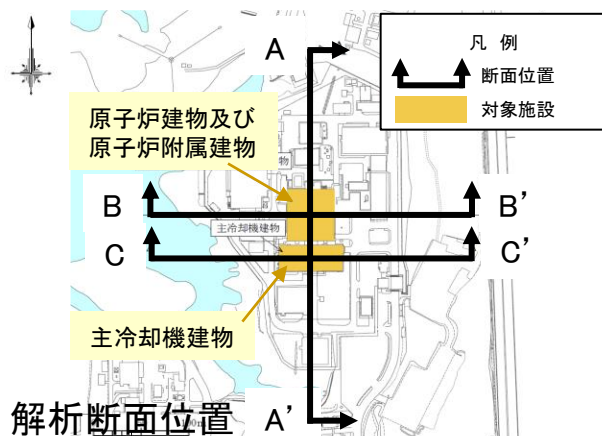 A
凡 例
断面位置
対象施設
原子炉建物及び
原子炉附属建物
物
B
B’
主冷却機建物
C
C’
主冷却機建物
解析断面位置
A’